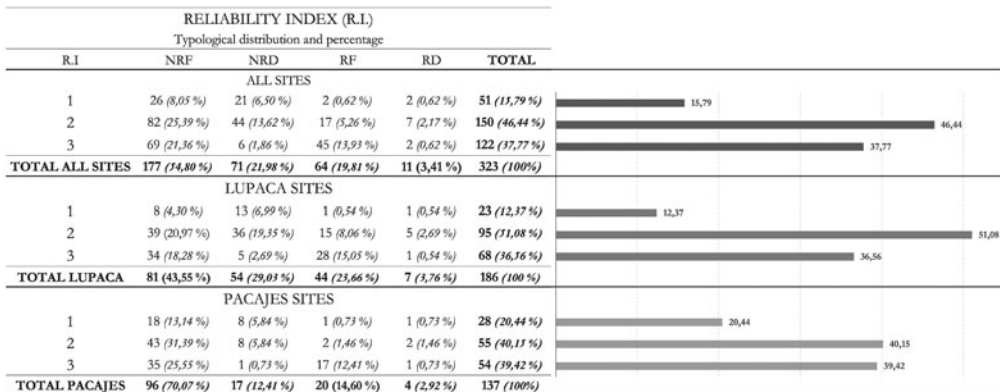 RELIABILITY INDEX (R.I.)
Typological distribution and percentage
R.I NRF NRD RF RD TOTAL
ALL SITES
1 26 (8,05 %) 21 (6,50 %) 2 (0,62 %) 2 (0,62 %) 51 (15,79 %) 15,79
2 82 (25,39 %) 44 (13,62 %) 17 (5,26 %) 7 (2,17 %) 150 (46,44 %) 46,44
3 69 (21,36 %) 6 (1,86 %) 45 (13,93 %) 2 (0,62 %) 122 (37,77 %) 37,77
TOTAL ALL SITES 177 (54,80 %) 71 (21,98 %) 64 (19,81 %) 11 (3,41 %) 323 (100%)
LUPACA SITES
1 8 (4,30 %) 13 (6,99 %) 1 (0,54 %) 1 (0,54 %) 23 (12,37 %) 12,37
2 39 (20,97 %) 36 (19,35 %) 15 (8,06 %) 5 (2,69 %) 95 (51,08 %) 51,08
3 34 (18,28 %) 5 (2,69 %) 28 (15,05 %) 1 (0,54 %) 68 (36,56 %) 36,56
TOTAL LUPACA 81 (43,55 %) 54 (29,03 %) 44 (23,66 %) 7 (3,76 %) 186 (100 %)
PACAJES SITES
1 18 (13,14 %) 8 (5,84 %) 1 (0,73 %) 1 (0,73 %) 28 (20,44 %) 20,44
2 43 (31,39 %) 8 (5,84 %) 2 (1,46 %) 2 (1,46 %) 55 (40,15 %) 40,15
3 35 (25,55 %) 1 (0,73 %) 17 (12,41 %) 1 (0,73 %) 54 (39,42 %) 39,42
TOTAL PACAJES 96 (70,07 %) 17 (12,41 %) 20 (14,60 %) 4 (2,92 %) 137 (100%)